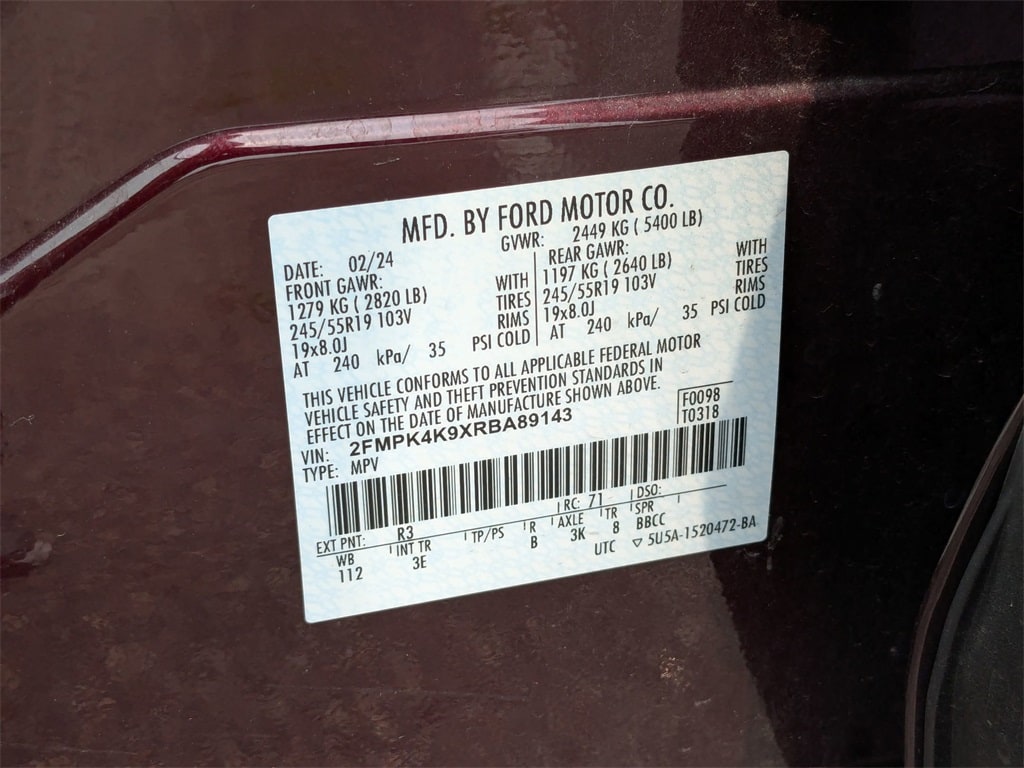 MFD. BY FORD MOTOR CO.
DATE: 02/24
GVWR: 2449 KG ( 5400 LB)
FRONT GAWR:
1279 KG ( 2820 LB) WITH
245/55R19 103V TIRES
19x8.0J RIMS
AT 240 kPa/ 35 PSI COLD
REAR GAWR: WITH
1197 KG ( 2640 LB) TIRES
245/55R19 103V RIMS
19x8.0J
AT 240 kPa/ 35 PSI COLD
THIS VEHICLE CONFORMS TO ALL APPLICABLE FEDERAL MOTOR
VEHICLE SAFETY AND THEFT PREVENTION STANDARDS IN
EFFECT ON THE DATE OF MANUFACTURE SHOWN ABOVE.
VIN: 2FMPK4K9XRBA89143
TYPE: MPV
F0098
T0318
EXT PNT: R3 RC: 71 DSO:
WB INT TR TP/PS R AXLE TR SPR
112 3E B 3K 8 BBCC
UTC ▽ 5U5A-1520472-BA